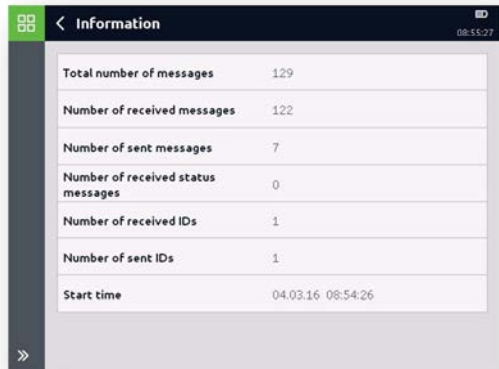 Information
08:55:27
Total number of messages 129
Number of received messages 122
Number of sent messages 7
Number of received status
messages 0
Number of received IDs 1
Number of sent IDs 1
Start time 04.03.16 08:54:26